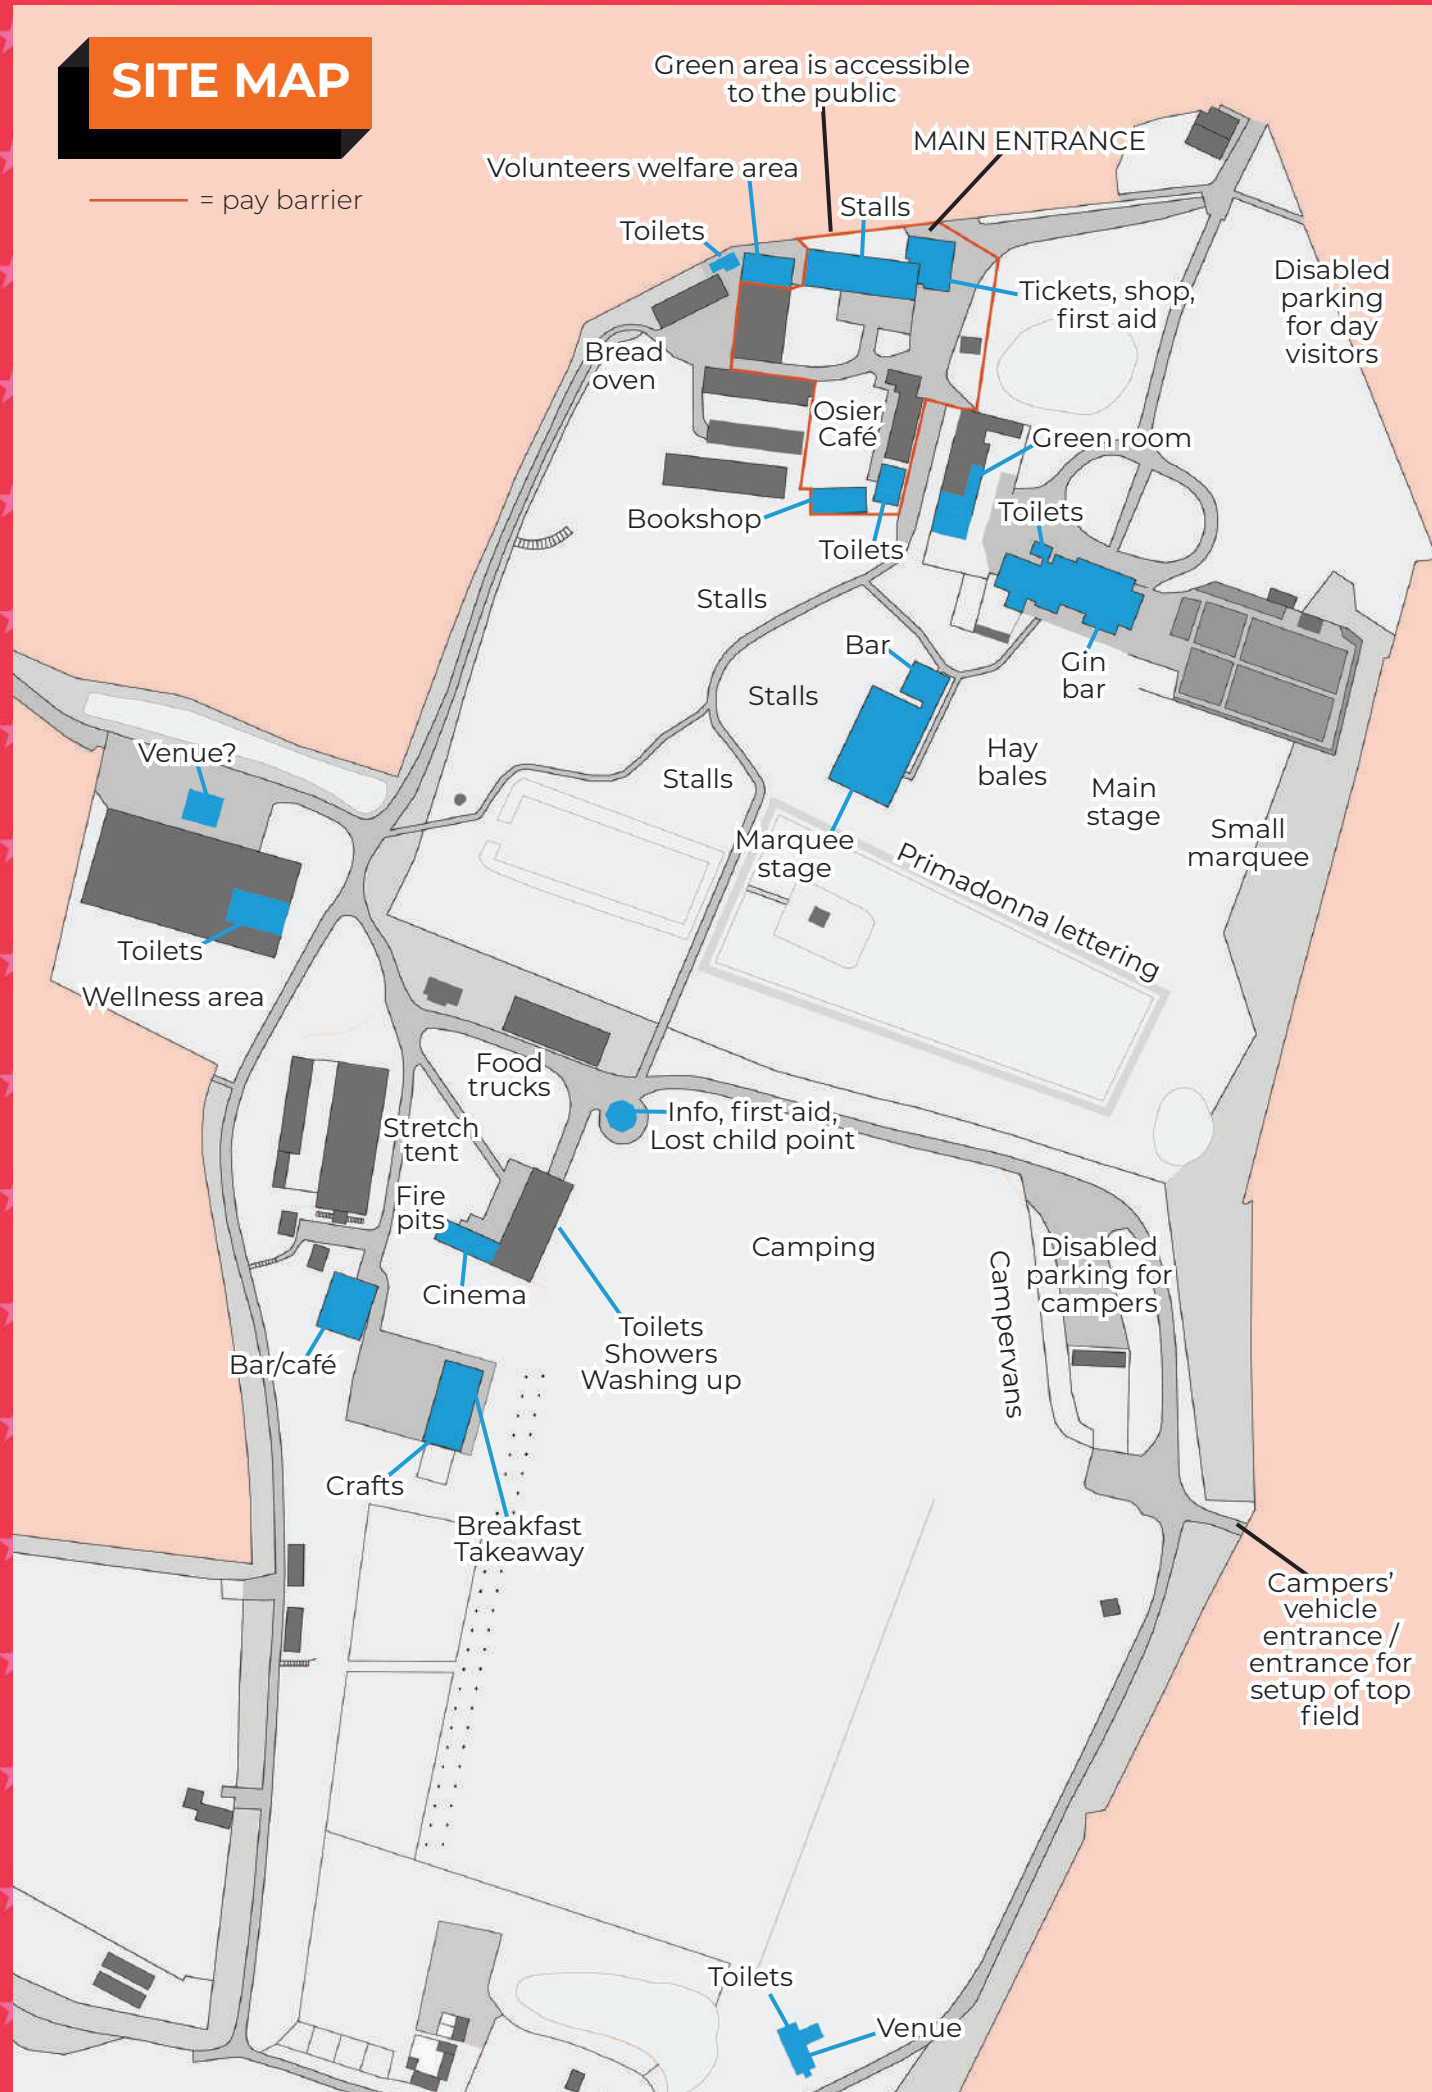 SITE MAP
= pay barrier
Green area is accessible
to the public
MAIN ENTRANCE
Volunteers welfare area
Stalls
Toilets
Tickets, shop,
first aid
Disabled
parking
for day
visitors
Bread
oven
Osier
Café
Green room
Bookshop
Toilets
Toilets
Stalls
Bar
Gin
bar
Stalls
Hay
bales
Venue?
Stalls
Main
stage
Small
marquee
Marquee
stage
Primadonna lettering
Toilets
Wellness area
Food
trucks
Info, first aid,
Lost child point
Stretch
tent
Fire
pits
Camping
Campervans
Disabled
parking for
campers
Cinema
Toilets
Showers
Washing up
Bar/café
Crafts
Breakfast
Takeaway
Campers’
vehicle
entrance /
entrance for
setup of top
field
Toilets
Venue